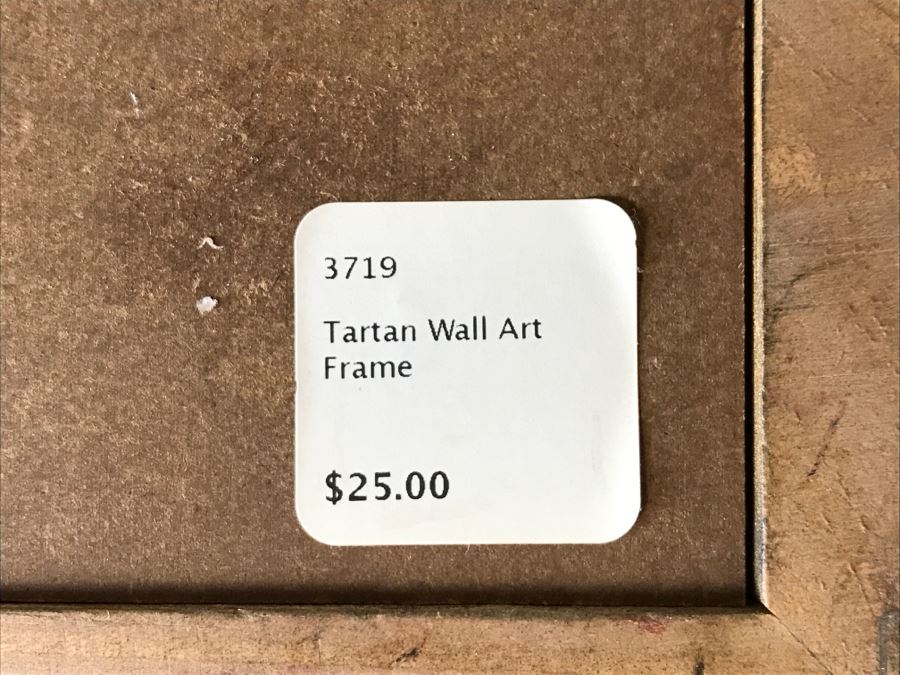 3719
Tartan Wall Art
Frame
$25.00